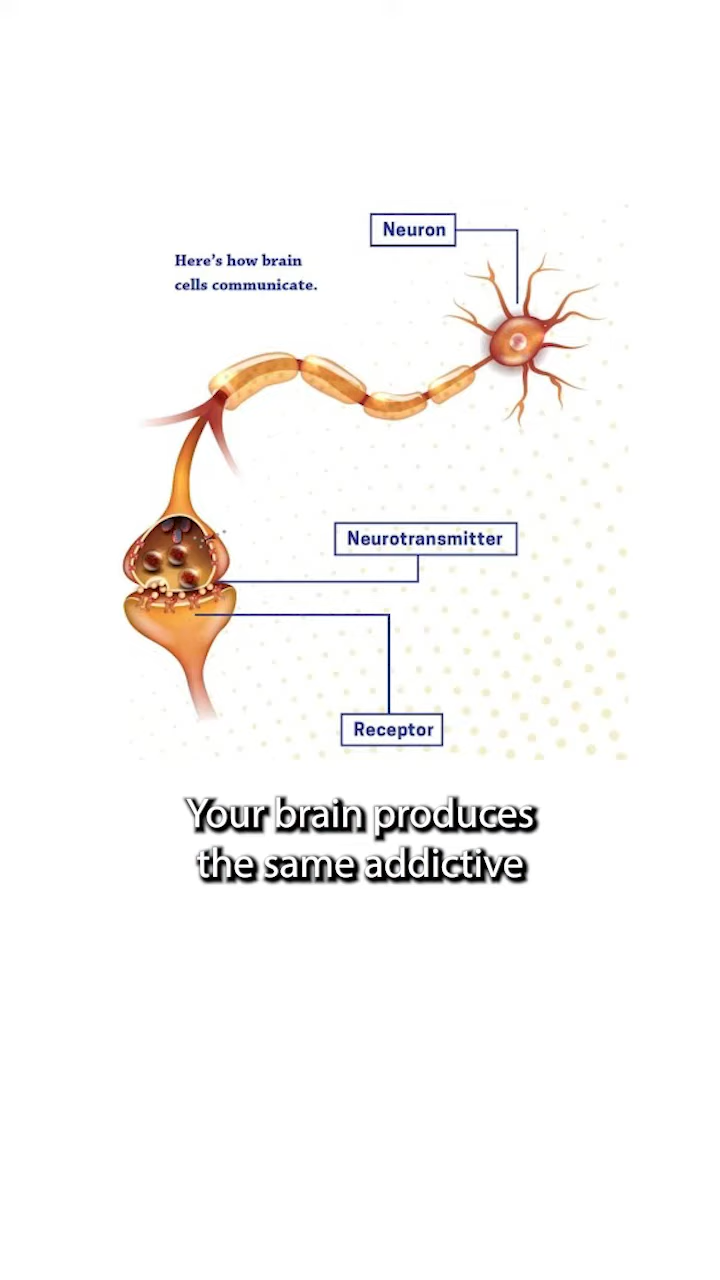 Neuron
Here's how brain
cells communicate.
Neurotransmitter
Receptor
Your brain produces
the same addictive